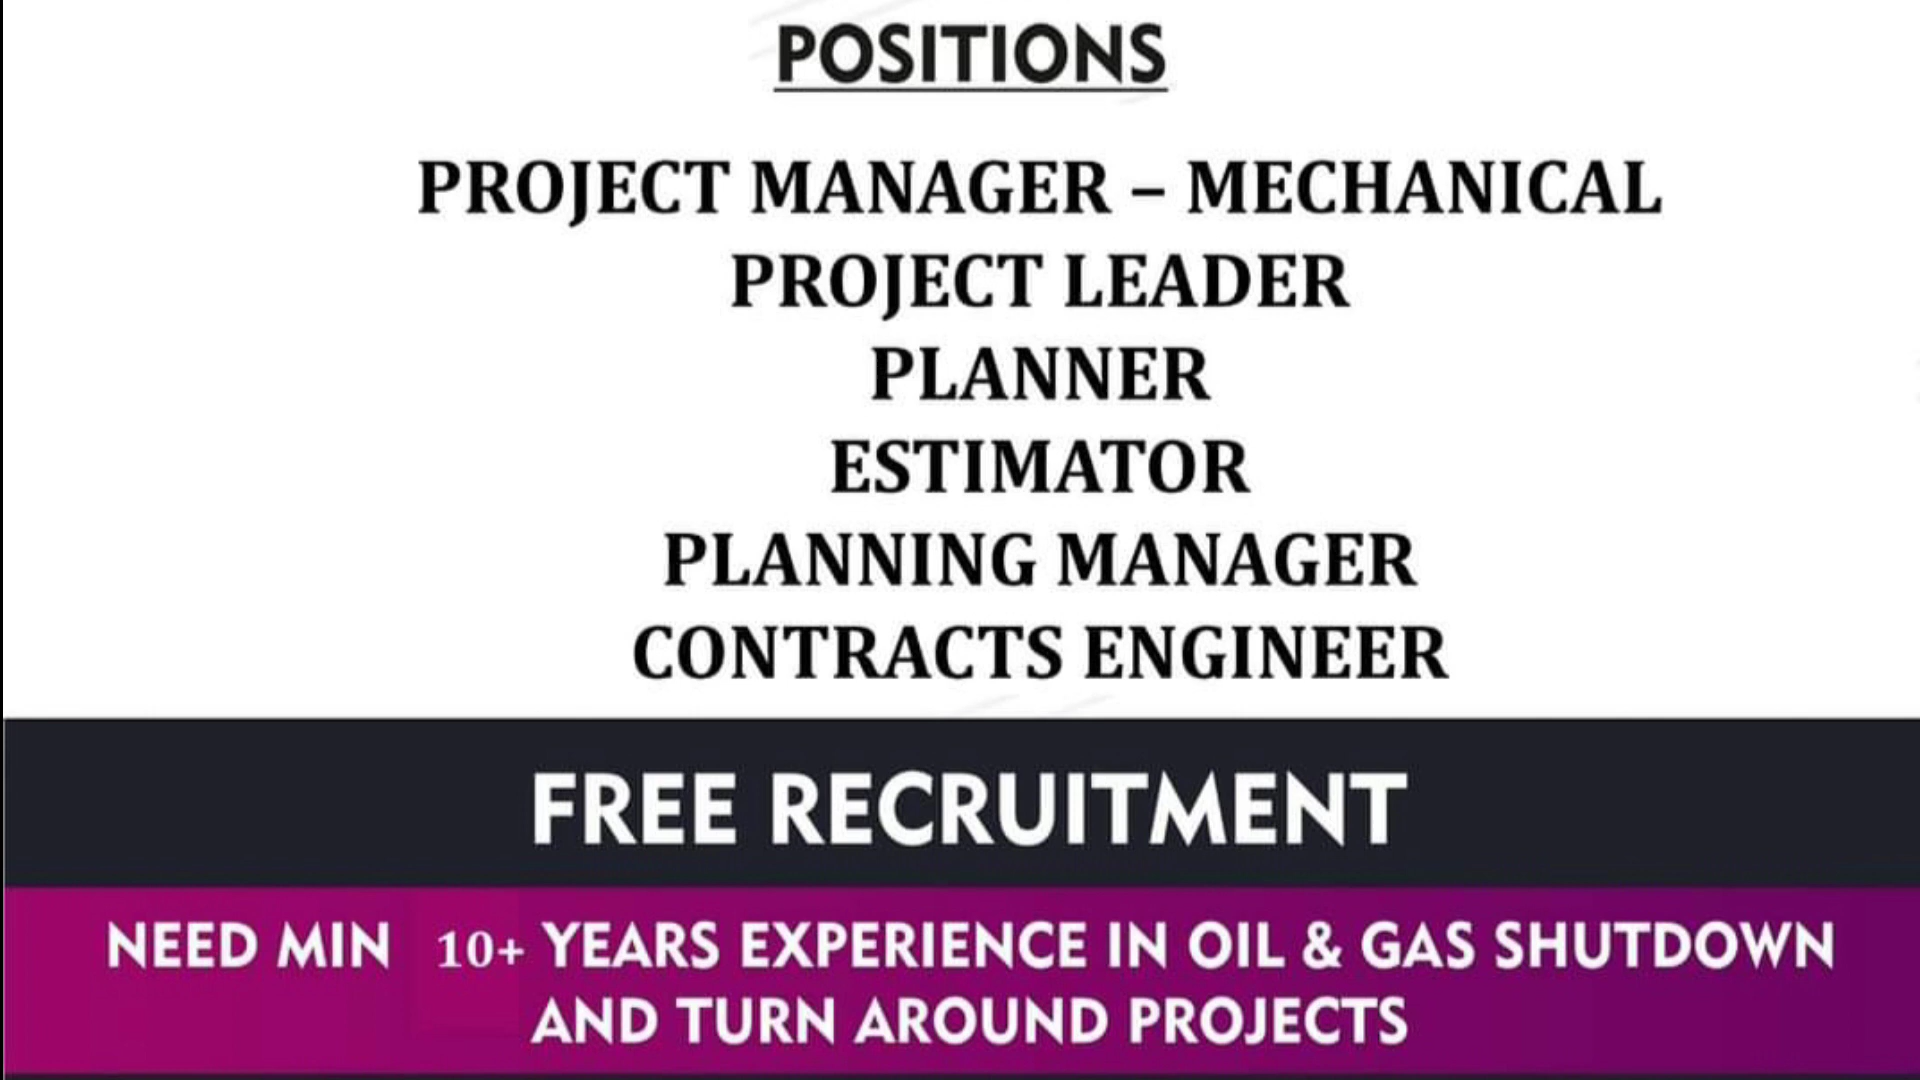 POSITIONS
PROJECT MANAGER – MECHANICAL
PROJECT LEADER
PLANNER
ESTIMATOR
PLANNING MANAGER
CONTRACTS ENGINEER
FREE RECRUITMENT
NEED MIN 10+ YEARS EXPERIENCE IN OIL & GAS SHUTDOWN
AND TURN AROUND PROJECTS